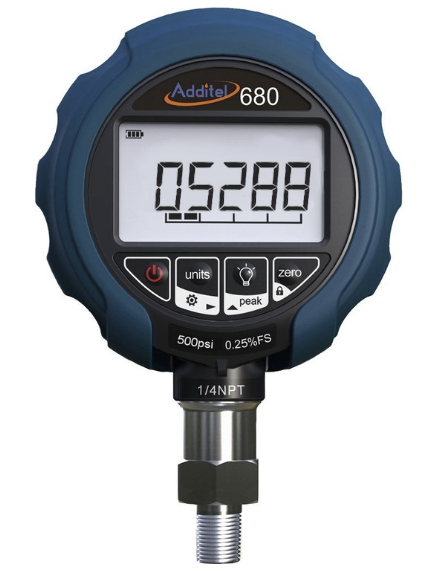 Additel 680
05288
units
zero
peak
500psi 0.25%FS
1/4NPT